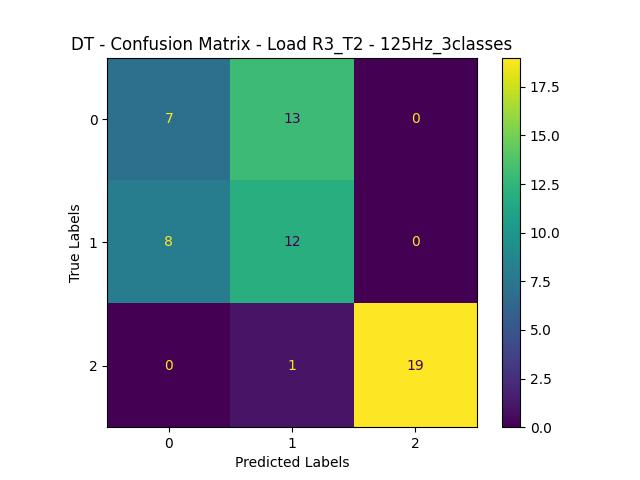 DT - Confusion Matrix - Load R3_T2 - 125Hz_3classes
True Labels
0 7 13 0
1 8 12 0
2 0 1 19
0 1 2
Predicted Labels
17.5
15.0
12.5
10.0
7.5
5.0
2.5
0.0